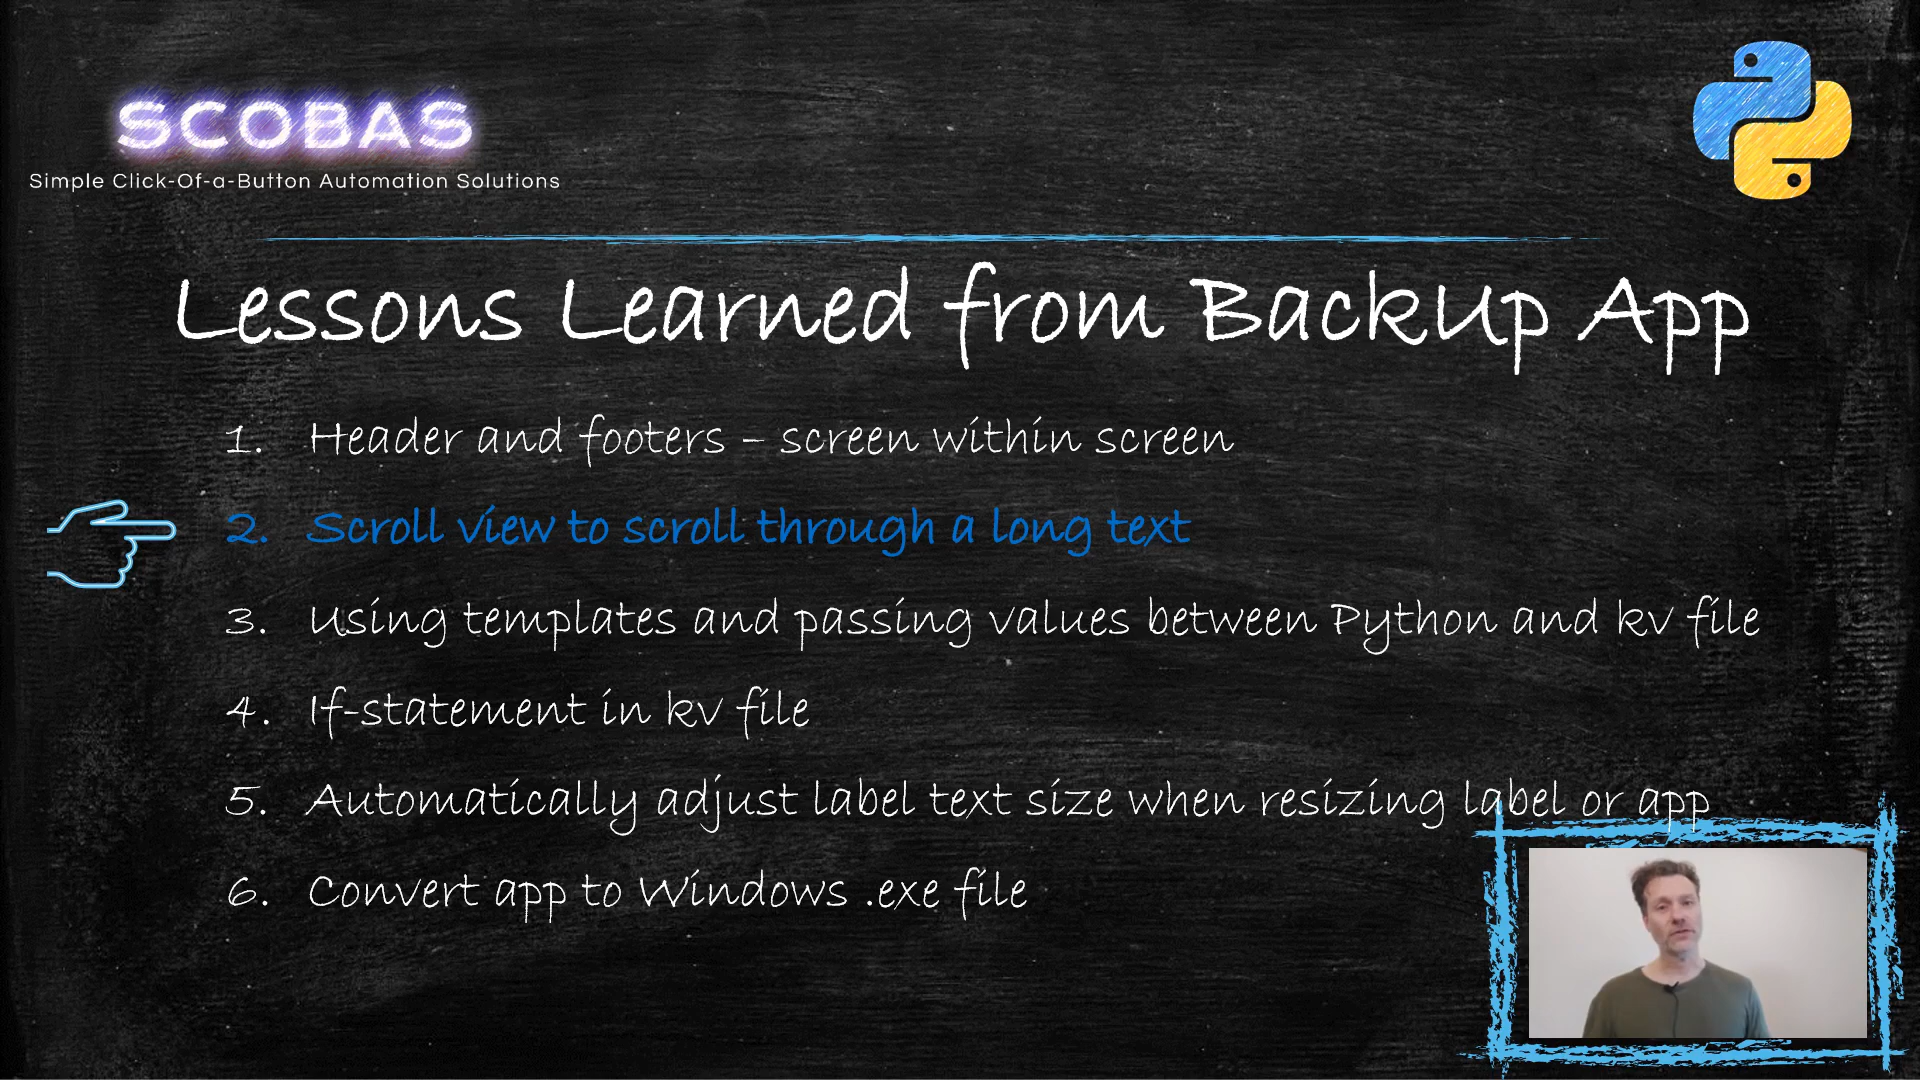 SCOBAS
Simple Click-Of-a-Button Automation Solutions
Lessons Learned from BackUp App
1. Header and footers – screen within screen
2. Scroll view to scroll through a long text
3. Using templates and passing values between Python and kv file
4. If-statement in kv file
5. Automatically adjust label text size when resizing label or app
6. Convert app to Windows .exe file